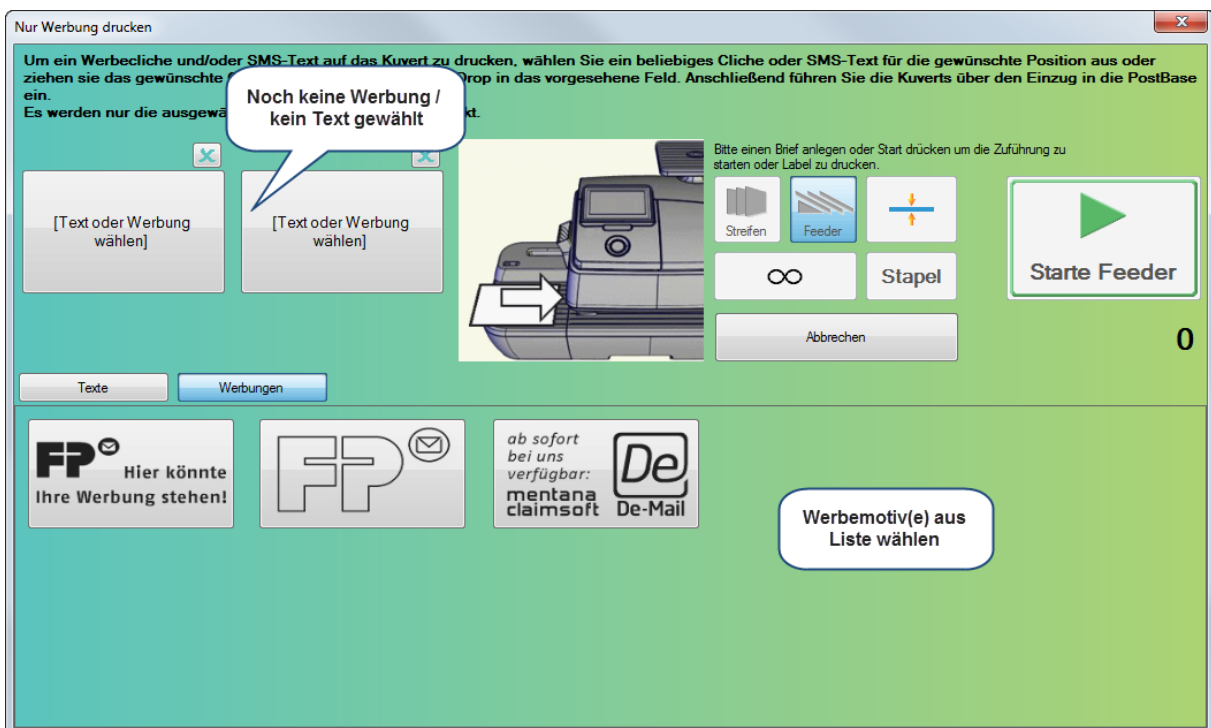 Nur Werbung drucken
Um ein Werbecliche und/oder SMS-Text auf das Kuvert zu drucken, wählen Sie ein beliebiges Cliche oder SMS-Text für die gewünschte Position aus oder
ziehen sie das gewünschte Drop in das vorgesehene Feld. Anschließend führen Sie die Kuverts über den Einzug in die PostBase
ein.
Es werden nur die
Noch keine Werbung /
kein Text gewählt
Bitte einen Brief anlegen oder Start drücken um die Zuführung zu
starten oder Label zu drucken.
[Text oder Werbung
wählen]
[Text oder Werbung
wählen]
Streifen
Feeder
∞
Stapel
Starte Feeder
Abbrechen
0
Texte
Werbungen
FP Hier könnte
Ihre Werbung stehen!
FP
ab sofort
bei uns
verfügbar:
mentana
claimsoft
De
De-Mail
Werbemotiv(e) aus
Liste wählen